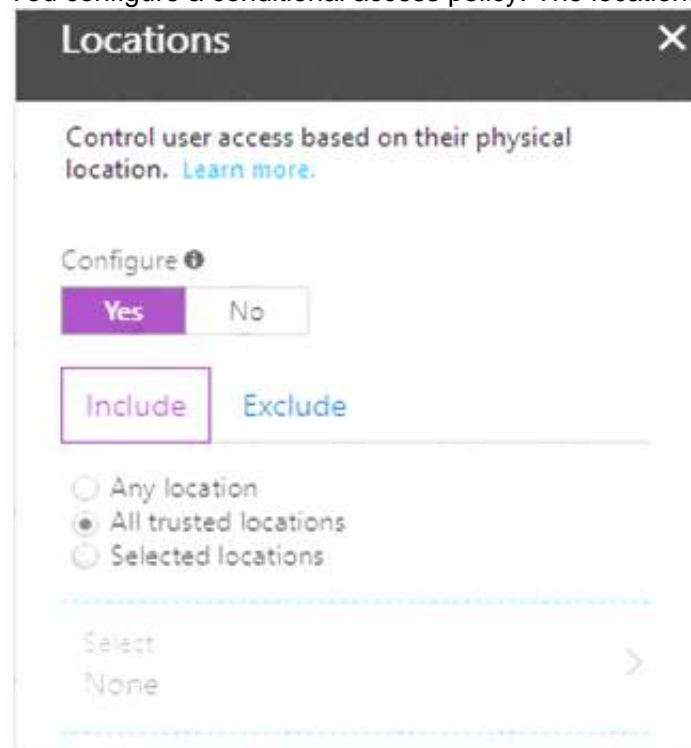 You configure a conditional access policy. The location
Locations
Control user access based on their physical
location. Learn more.
Configure
Yes No
Include Exclude
Any location
All trusted locations
Selected locations
Select
None